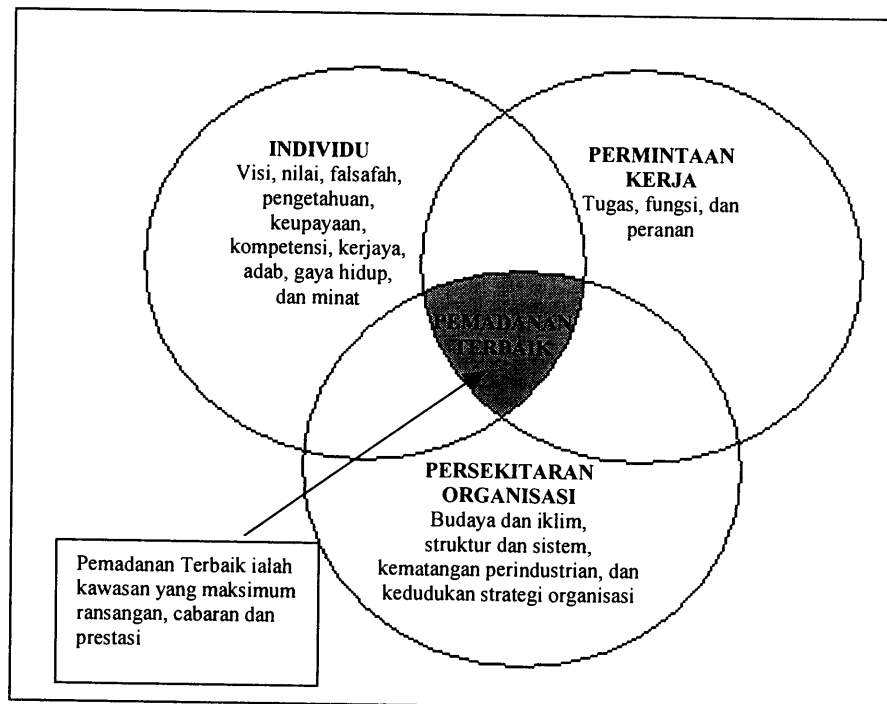 INDIVIDU
Visi, nilai, falsafah,
pengetahuan,
keupayaan,
kompetensi, kerjaya,
adab, gaya hidup,
dan minat
PERMINTAAN
KERJA
Tugas, fungsi, dan
peranan
PEMADANAN
TERBAIK
PERSEKITARAN
ORGANISASI
Budaya dan iklim,
struktur dan sistem,
kematangan perindustrian, dan
kedudukan strategi organisasi
Pemadanan Terbaik ialah
kawasan yang maksimum
ransangan, cabaran dan
prestasi